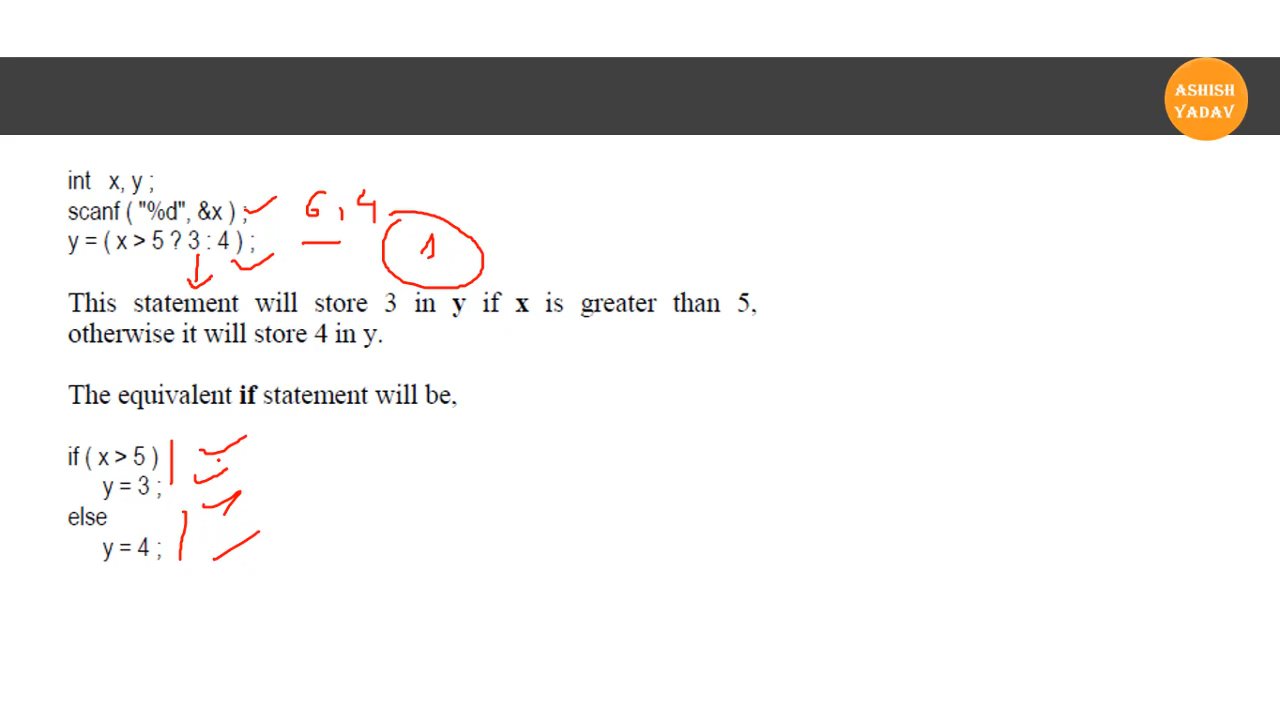 ASHISH
YADAV
int x, y ;
scanf ( "%d", &x ) ; 6, 4
y = ( x > 5 ? 3 : 4 ) ; 1
This statement will store 3 in y if x is greater than 5,
otherwise it will store 4 in y.
The equivalent if statement will be,
if ( x > 5 )
y = 3 ;
else
y = 4 ;